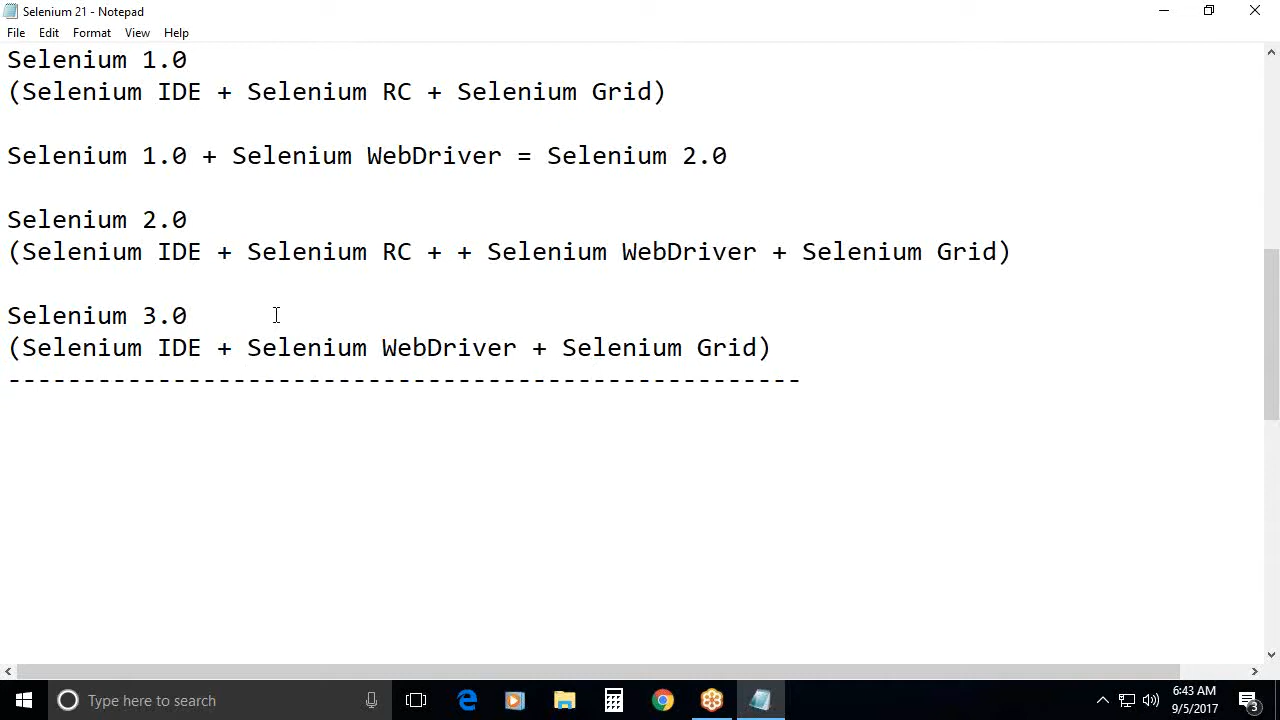 Selenium 21 - Notepad
File Edit Format View Help
Selenium 1.0
(Selenium IDE + Selenium RC + Selenium Grid)
Selenium 1.0 + Selenium WebDriver = Selenium 2.0
Selenium 2.0
(Selenium IDE + Selenium RC + + Selenium WebDriver + Selenium Grid)
Selenium 3.0
(Selenium IDE + Selenium WebDriver + Selenium Grid)
-----------------------------------------------------
Type here to search
6:43 AM
9/5/2017
3